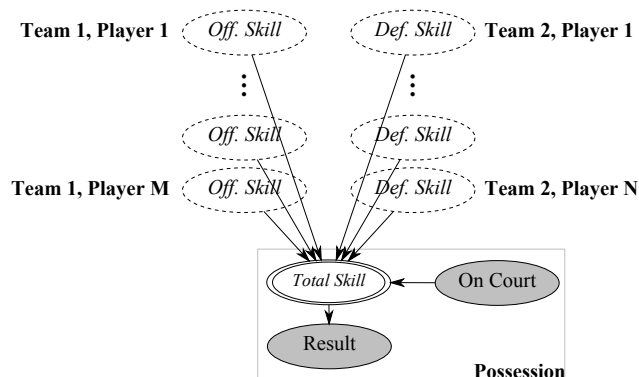 Team 1, Player 1 Off. Skill Def. Skill Team 2, Player 1
Off. Skill Def. Skill
Team 1, Player M Off. Skill Def. Skill Team 2, Player N
Total Skill On Court
Result
Possession